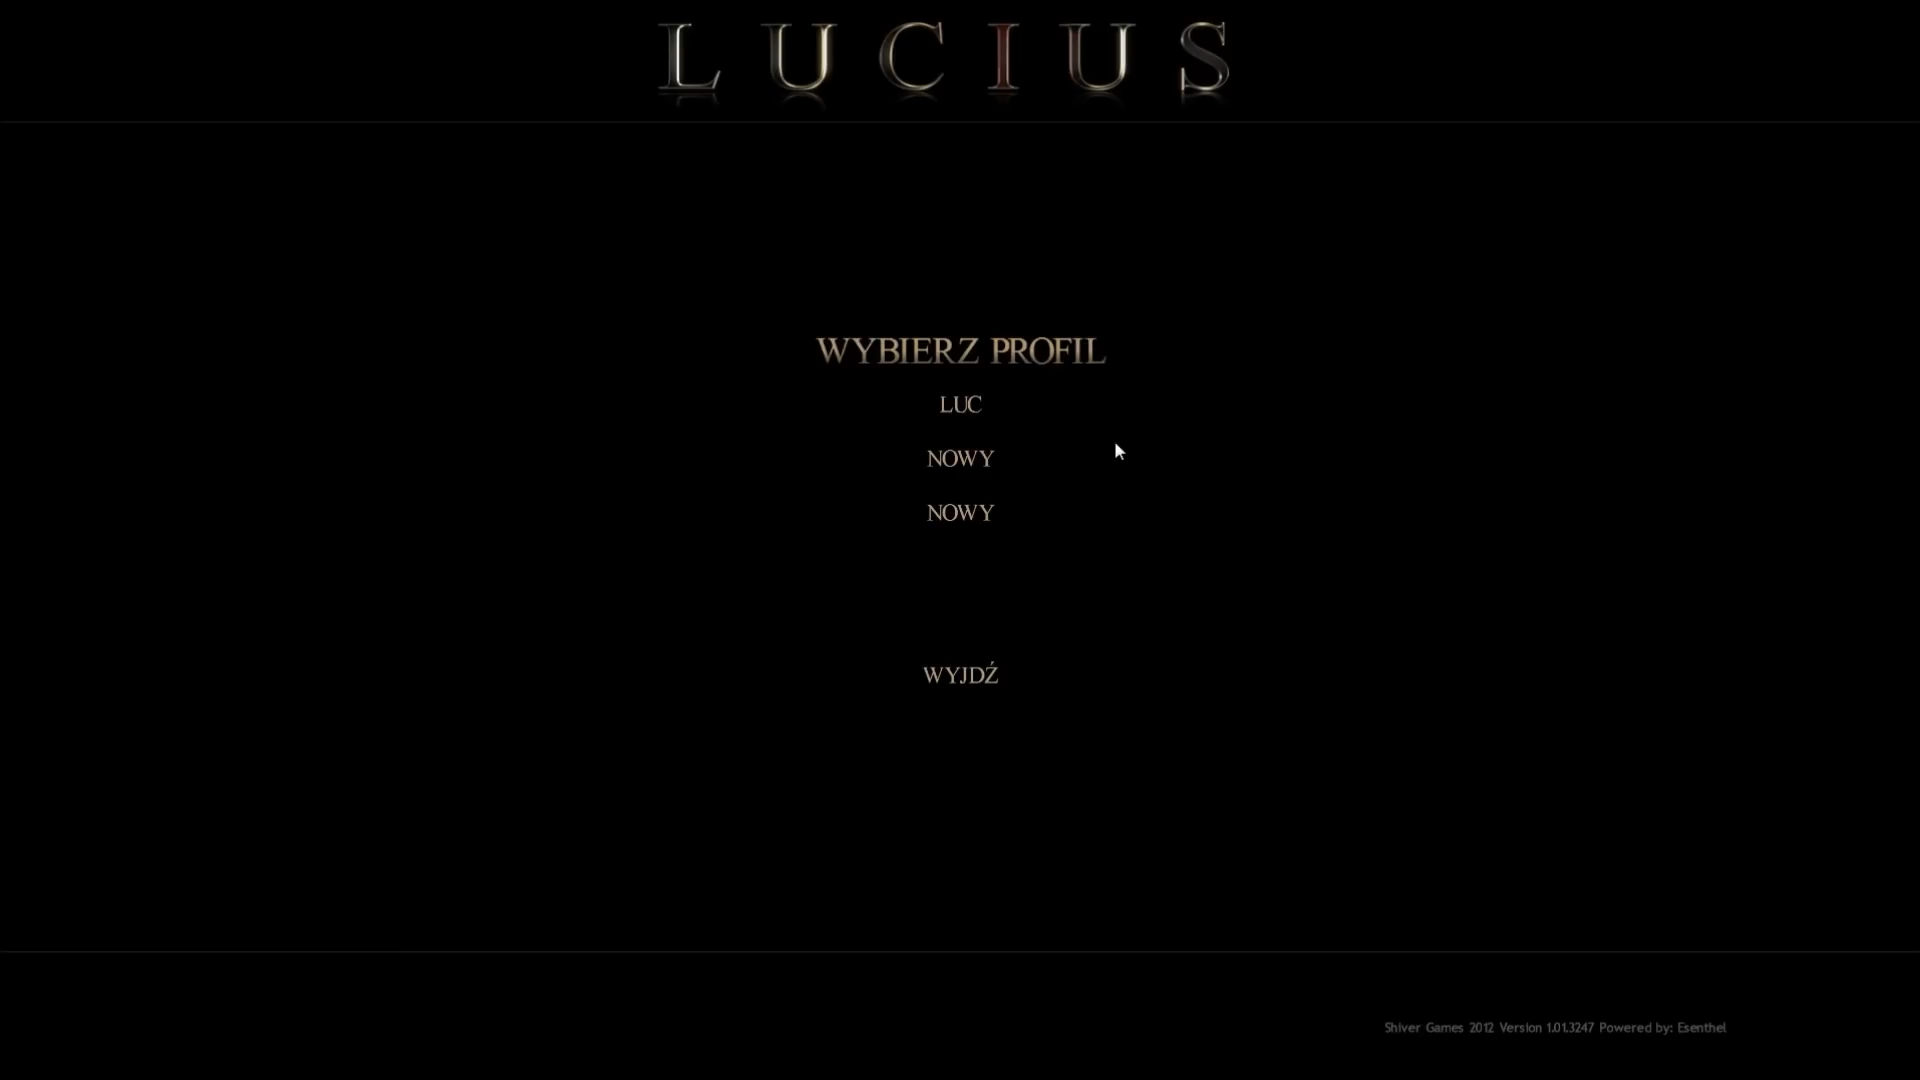 LUCIUS
WYBIERZ PROFIL
LUC
NOWY
NOWY
WYJDŹ
Shiver Games 2012 Version 1.01.3247 Powered by: Esenthel